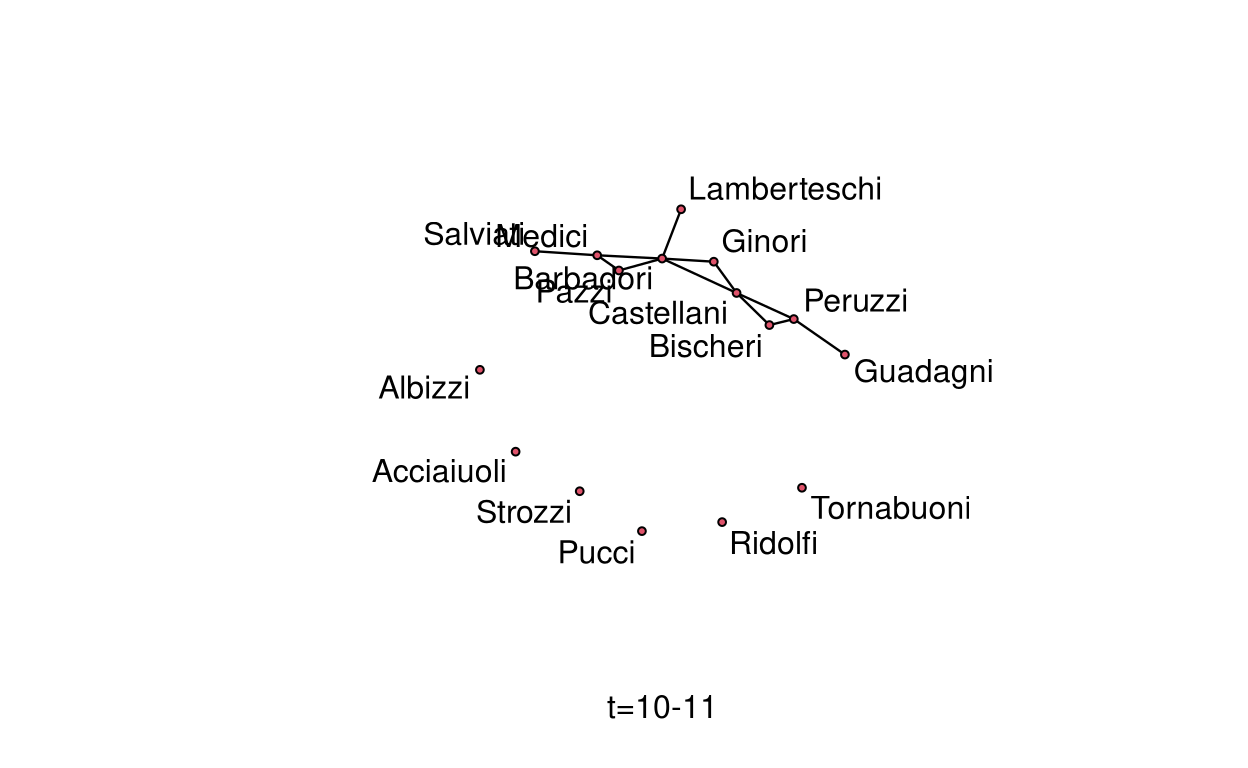 Lamberteschi
Salviati
Medici
Ginori
Barbadori
Pazzi
Castellani
Peruzzi
Bischeri
Guadagni
Albizzi
Acciaiuoli
Strozzi
Tornabuoni
Pucci
Ridolfi
t=10-11